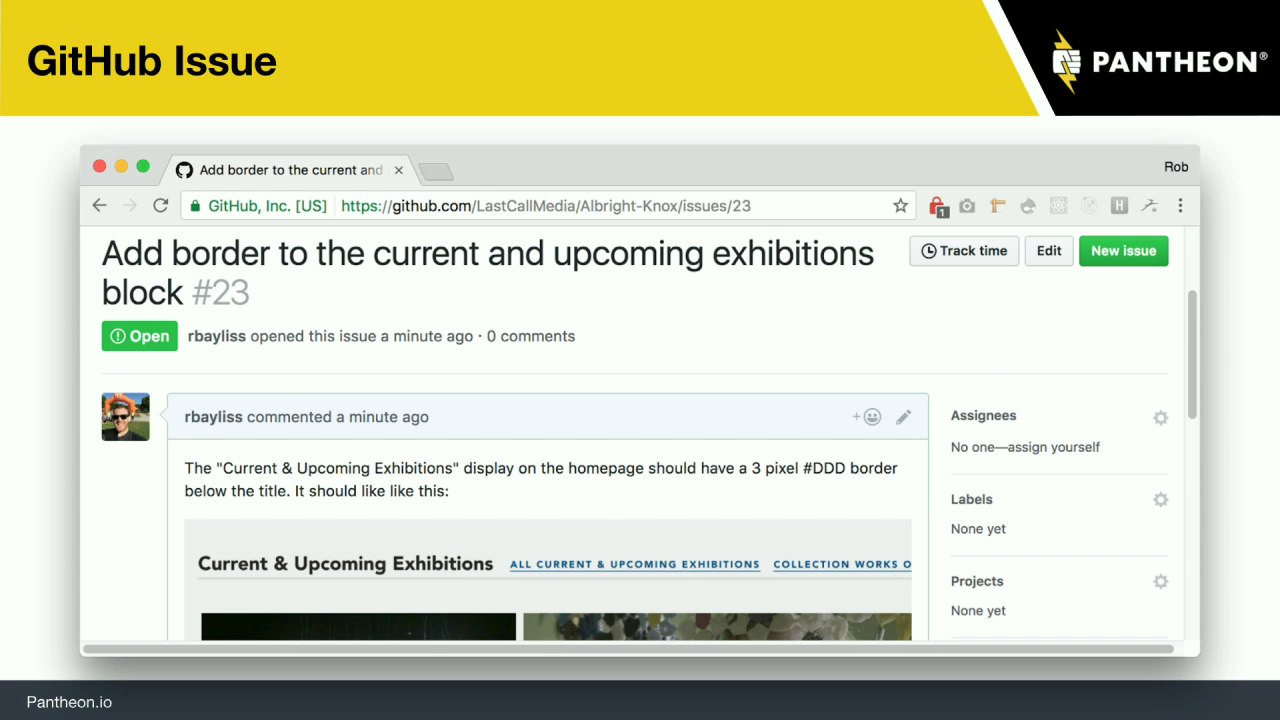 GitHub Issue
PANTHEON®
Add border to the current and
Rob
GitHub, Inc. [US]
https://github.com/LastCallMedia/Albright-Knox/issues/23
1
H
Add border to the current and upcoming exhibitions
block #23
Track time
Edit
New issue
Open
rbayliss opened this issue a minute ago · 0 comments
rbayliss commented a minute ago
The "Current & Upcoming Exhibitions" display on the homepage should have a 3 pixel #DDD border
below the title. It should like like this:
Current & Upcoming Exhibitions
ALL CURRENT & UPCOMING EXHIBITIONS
COLLECTION WORKS O
Assignees
No one—assign yourself
Labels
None yet
Projects
None yet
Pantheon.io